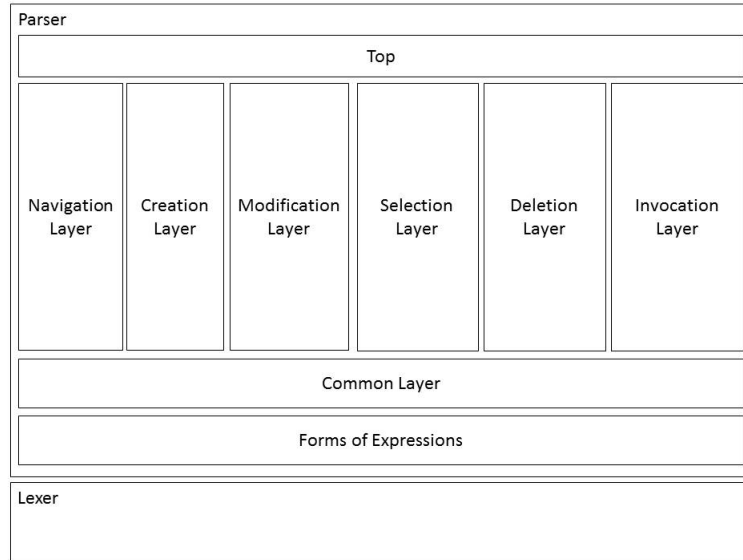 Parser
Top
Navigation
Layer
Creation
Layer
Modification
Layer
Selection
Layer
Deletion
Layer
Invocation
Layer
Common Layer
Forms of Expressions
Lexer